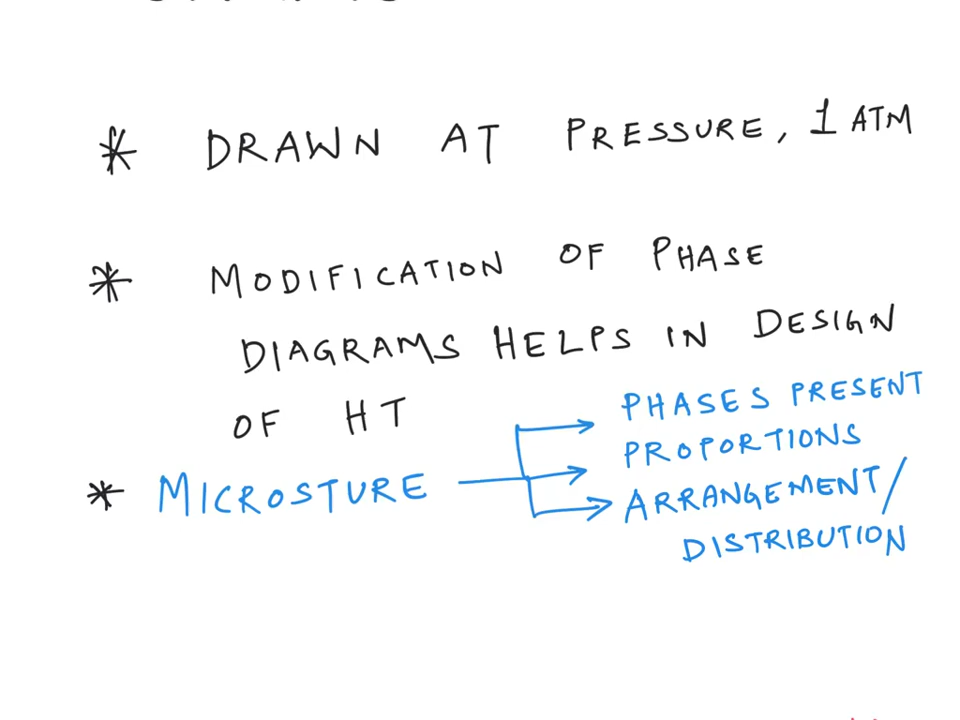 * DRAWN AT PRESSURE, 1 ATM
* MODIFICATION OF PHASE
DIAGRAMS HELPS IN DESIGN
OF HT
* MICROSTURE
PHASES PRESENT
PROPORTIONS
ARRANGEMENT/
DISTRIBUTION